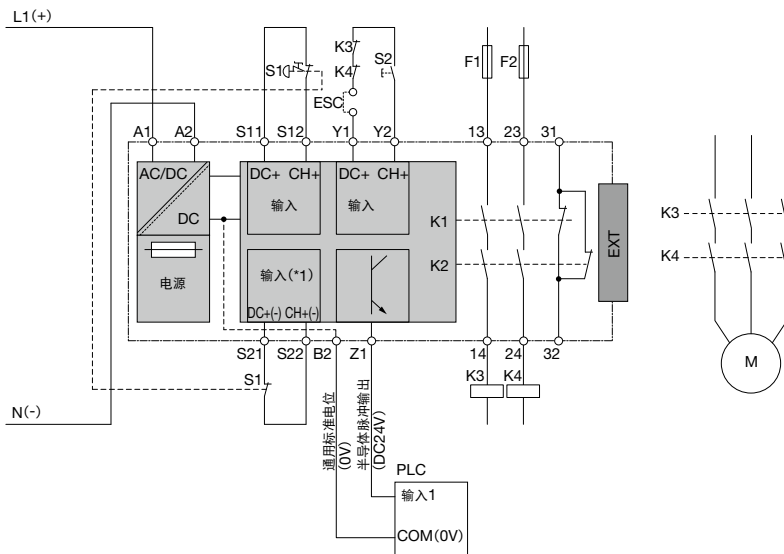 L1(+)
K3
S1
K4
S2
F1
F2
ESC
A1
A2
S11
S12
Y1
Y2
13
23
31
AC/DC
DC
电源
DC+ CH+
输入
DC+ CH+
输入
输入(*1)
DC+(-) CH+(-)
K1
K2
EXT
K3
K4
M
S21
S22
B2
Z1
14
24
32
S1
K3
K4
N(-)
通用标准电位
(0V)
半导体脉冲输出
(DC24V)
PLC
输入1
COM(0V)